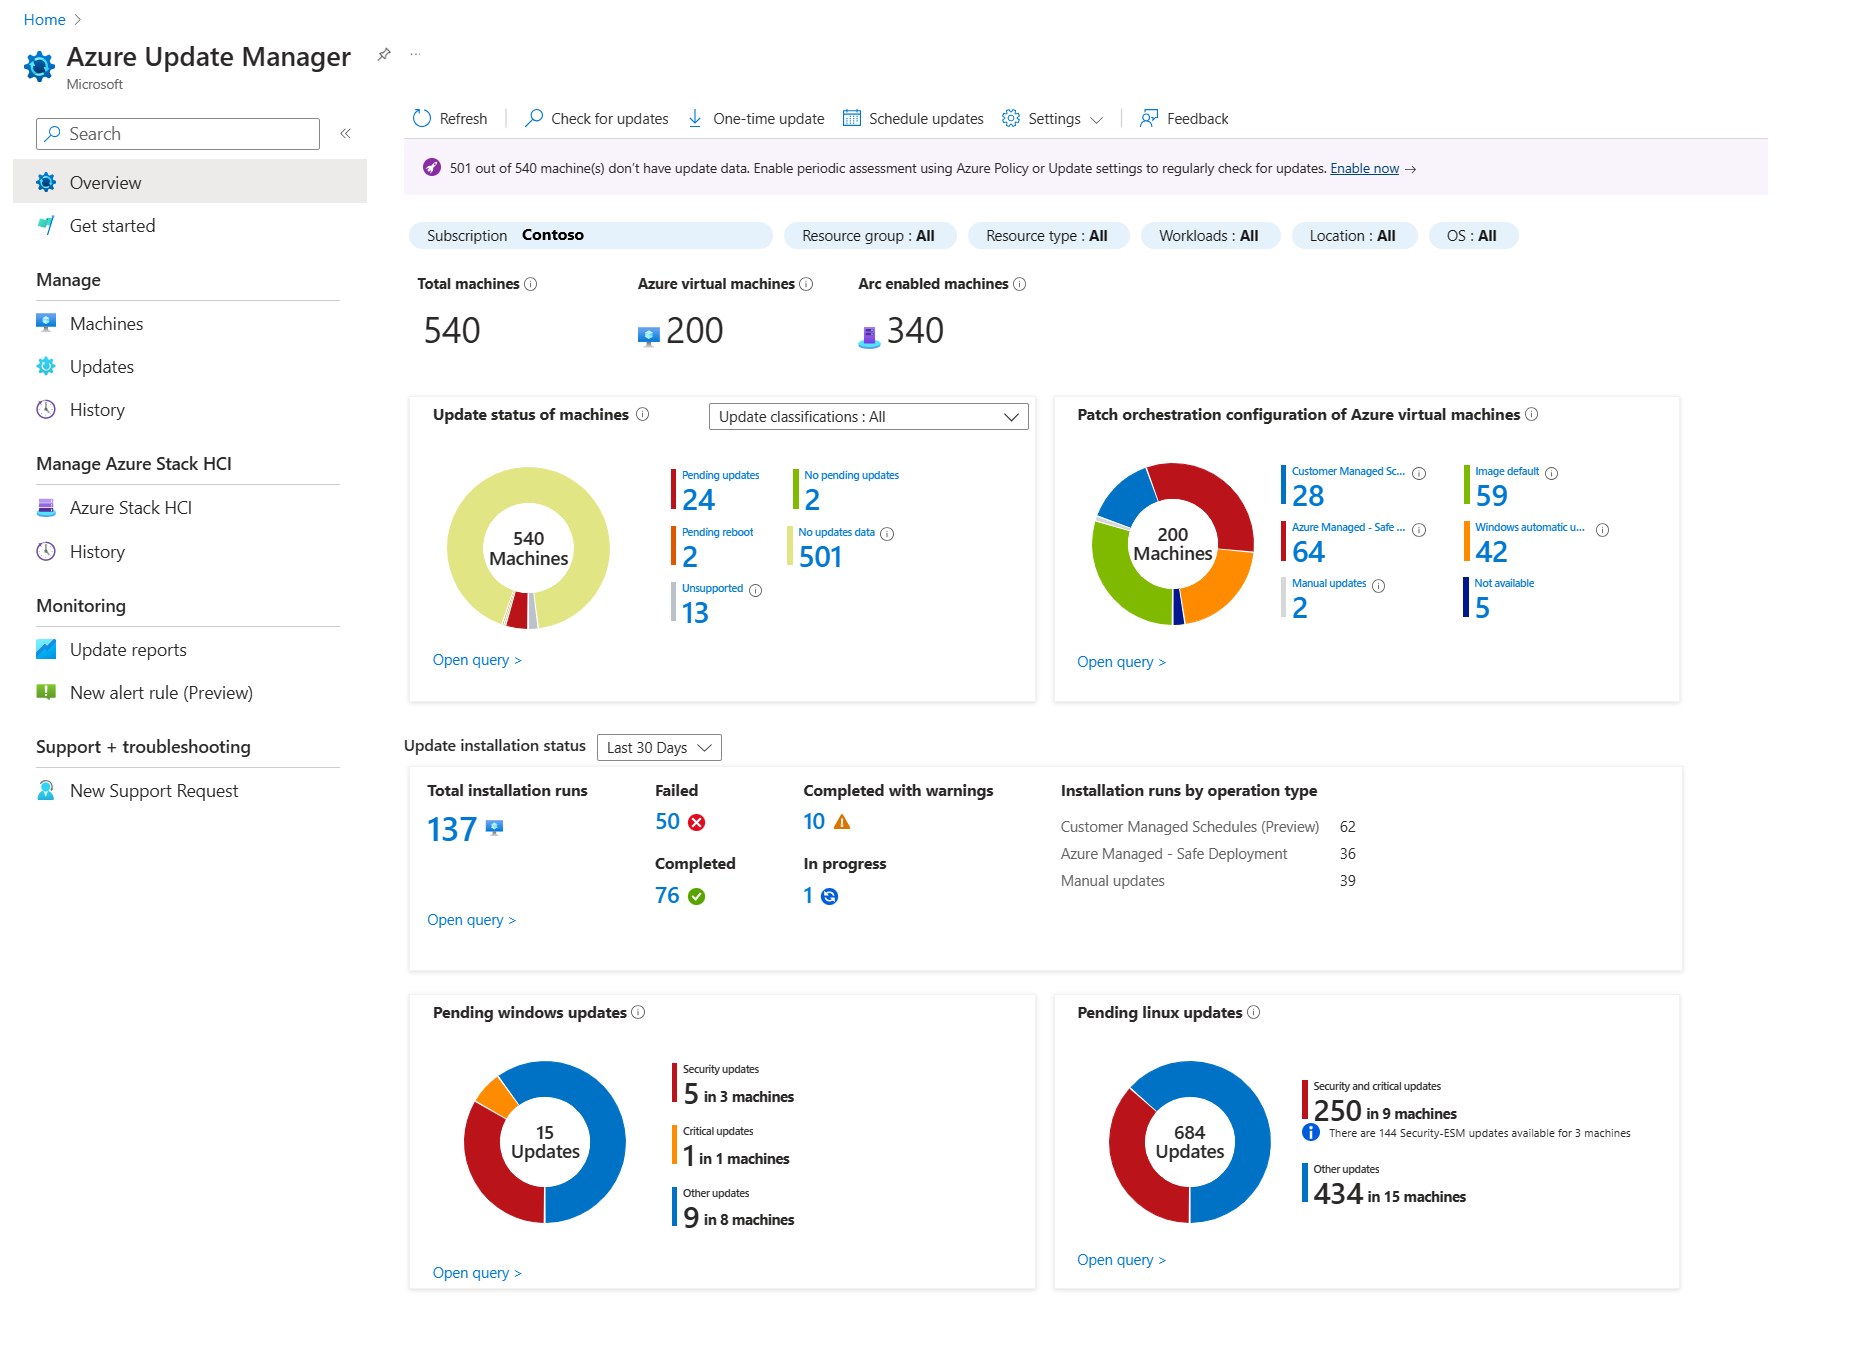 Home
Azure Update Manager
Microsoft
Search
Overview
Get started
Manage
Machines
Updates
History
Manage Azure Stack HCI
Azure Stack HCI
History
Monitoring
Update reports
New alert rule (Preview)
Support + troubleshooting
New Support Request
Refresh
Check for updates
One-time update
Schedule updates
Settings
Feedback
501 out of 540 machine(s) don't have update data. Enable periodic assessment using Azure Policy or Update settings to regularly check for updates. Enable now →
Subscription Contoso
Resource group : All
Resource type : All
Workloads : All
Location : All
OS : All
Total machines
540
Azure virtual machines
200
Arc enabled machines
340
Update status of machines
Update classifications : All
540
Machines
Pending updates
24
No pending updates
2
Pending reboot
2
No updates data
501
Unsupported
13
Open query >
Patch orchestration configuration of Azure virtual machines
200
Machines
Customer Managed Sc...
28
Image default
59
Azure Managed - Safe ...
64
Windows automatic u...
42
Manual updates
2
Not available
5
Open query >
Update installation status
Last 30 Days
Total installation runs
137
Failed
50
Completed with warnings
10
Completed
76
In progress
1
Open query >
Installation runs by operation type
Customer Managed Schedules (Preview) 62
Azure Managed - Safe Deployment 36
Manual updates 39
Pending windows updates
15
Updates
Security updates
5 in 3 machines
Critical updates
1 in 1 machines
Other updates
9 in 8 machines
Open query >
Pending linux updates
684
Updates
Security and critical updates
250 in 9 machines
There are 144 Security-ESM updates available for 3 machines
Other updates
434 in 15 machines
Open query >